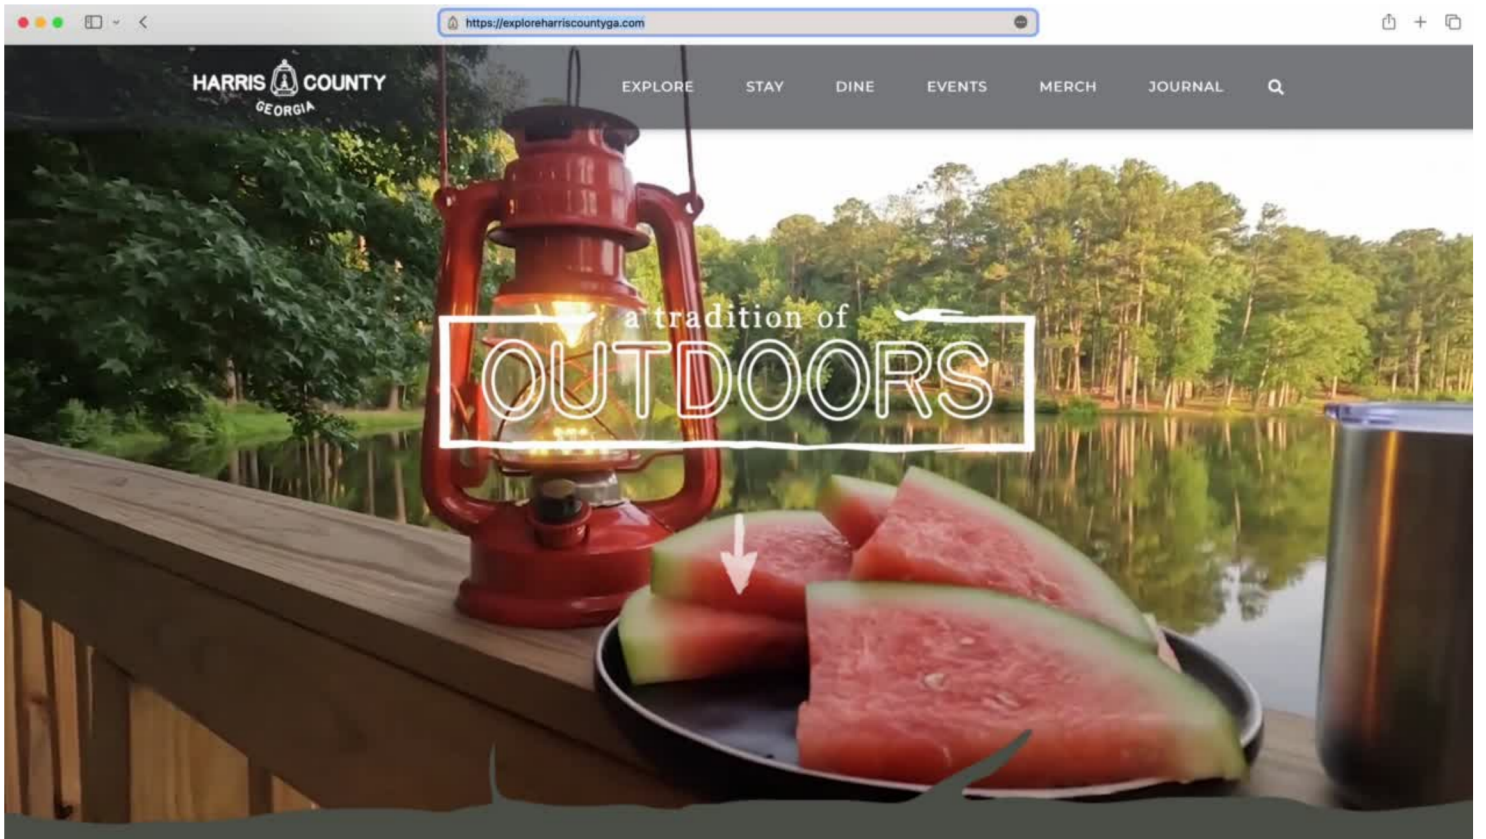 https://exploreharriscountyga.com
HARRIS COUNTY
GEORGIA
EXPLORE STAY DINE EVENTS MERCH JOURNAL
a tradition of
OUTDOORS